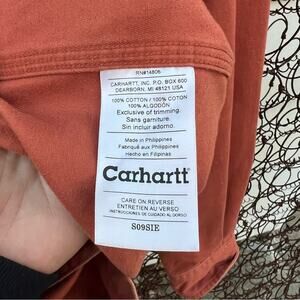 RN#14806
CARHARTT, INC. P.O. BOX 600
DEARBORN, MI 48121 USA
100% COTTON / 100% COTON
100% ALGODÓN
Exclusive of trimming.
Sans garniture.
Sin incluir adorno.
Made in Philippines
Fabriqué aux Philippines
Hecho en Filipinas
Carhartt
CARE ON REVERSE
ENTRETIEN AU VERSO
INSTRUCCIONES DE CUIDADO AL DORSO
S09SIE